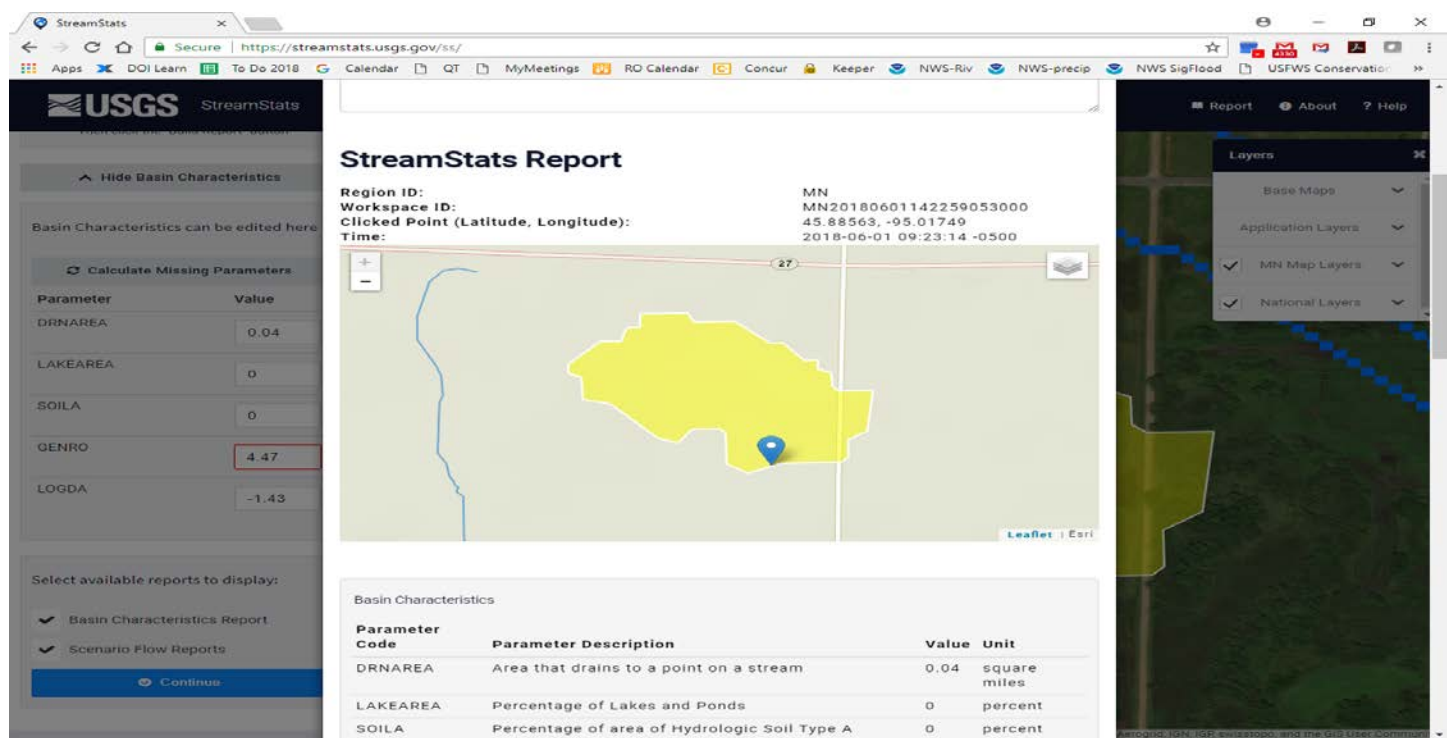 StreamStats
Secure | https://streamstats.usgs.gov/ss/
Apps DOI Learn To Do 2018 Calendar QT MyMeetings RO Calendar Concur Keeper NWS-Riv NWS-precip NWS SigFlood USFWS Conservation
USGS StreamStats
Report About ? Help
Hide Basin Characteristics
Basin Characteristics can be edited here
Calculate Missing Parameters
Parameter Value
DRNAREA 0.04
LAKEAREA 0
SOILA 0
GENRO 4.47
LOGDA -1.43
Select available reports to display:
Basin Characteristics Report
Scenario Flow Reports
Continue
StreamStats Report
Region ID: MN
Workspace ID: MN20180601142259053000
Clicked Point (Latitude, Longitude): 45.88563, -95.01749
Time: 2018-06-01 09:23:14 -0500
+
27
−
Leaflet | Esri
Basin Characteristics
Parameter
Code Parameter Description Value Unit
DRNAREA Area that drains to a point on a stream 0.04 square
miles
LAKEAREA Percentage of Lakes and Ponds 0 percent
SOILA Percentage of area of Hydrologic Soil Type A 0 percent
Layers
Base Maps
Application Layers
MN Map Layers
National Layers